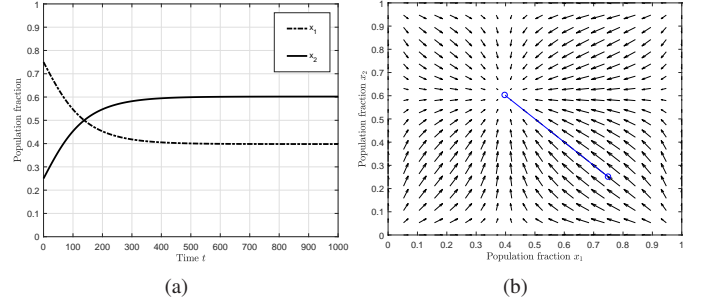 1
0.9
0.8
0.7
0.6
0.5
0.4
0.3
0.2
0.1
0
Population fraction
x1
x2
0 100 200 300 400 500 600 700 800 900 1000
Time t
(a)
1
0.9
0.8
0.7
0.6
0.5
0.4
0.3
0.2
0.1
0
Population fraction x2
0 0.1 0.2 0.3 0.4 0.5 0.6 0.7 0.8 0.9 1
Population fraction x1
(b)